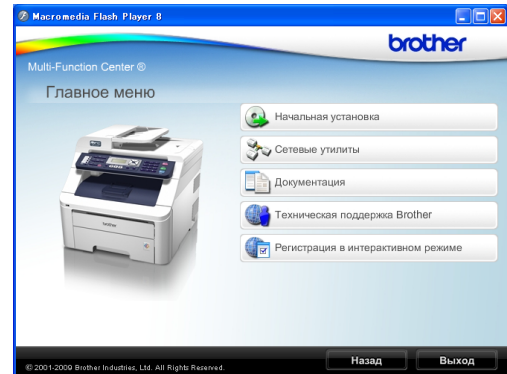 Macromedia Flash Player 8
brother
Multi-Function Center ®
Главное меню
Начальная установка
Сетевые утилиты
Документация
Техническая поддержка Brother
Регистрация в интерактивном режиме
brother
© 2001-2009 Brother Industries, Ltd. All Rights Reserved.
Назад
Выход